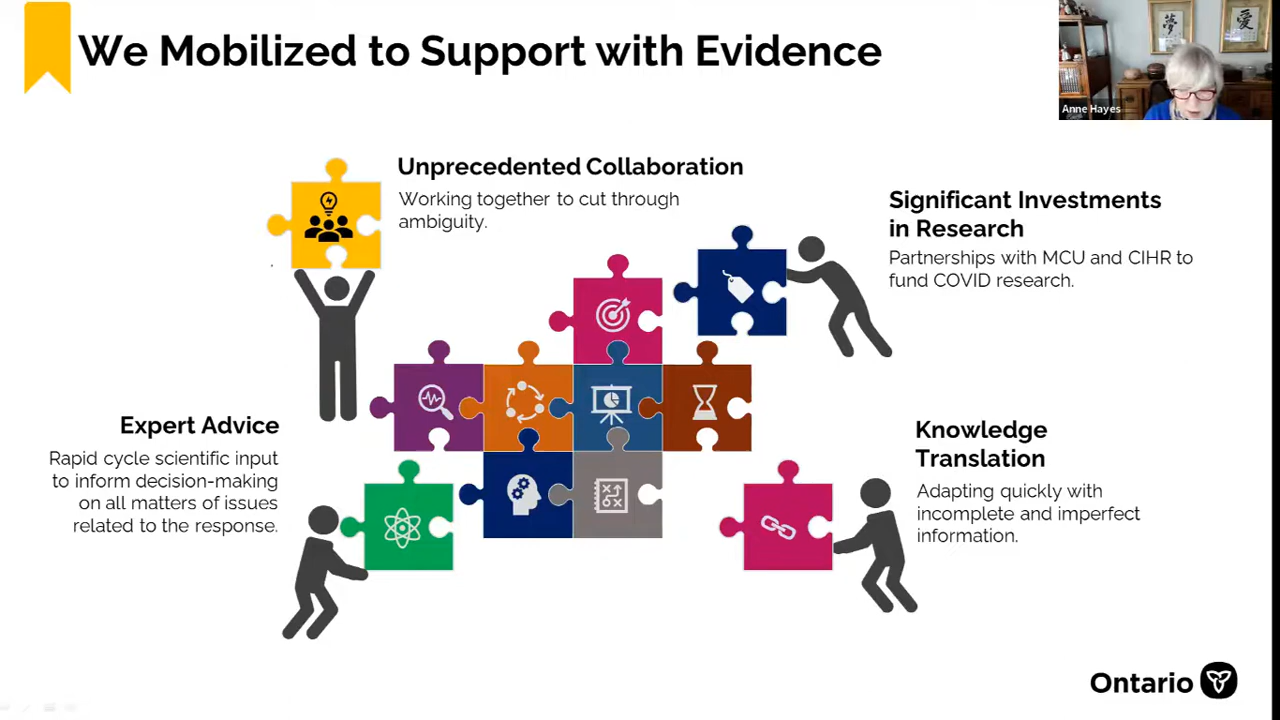 We Mobilized to Support with Evidence
夢
愛
Anne Hayes
Unprecedented Collaboration
Working together to cut through
ambiguity.
Significant Investments
in Research
Partnerships with MCU and CIHR to
fund COVID research.
Expert Advice
Rapid cycle scientific input
to inform decision-making
on all matters of issues
related to the response.
Knowledge
Translation
Adapting quickly with
incomplete and imperfect
information.
Ontario